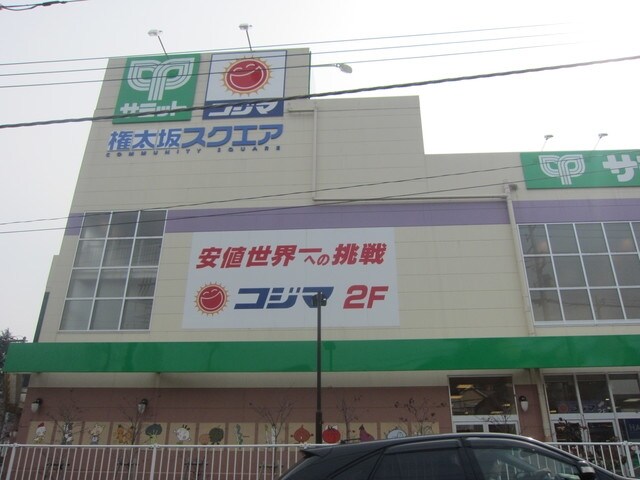 サミット
コジマ
権太坂スクエア
COMMUNITY SQUARE
サ
安値世界一への挑戦
コジマ 2F